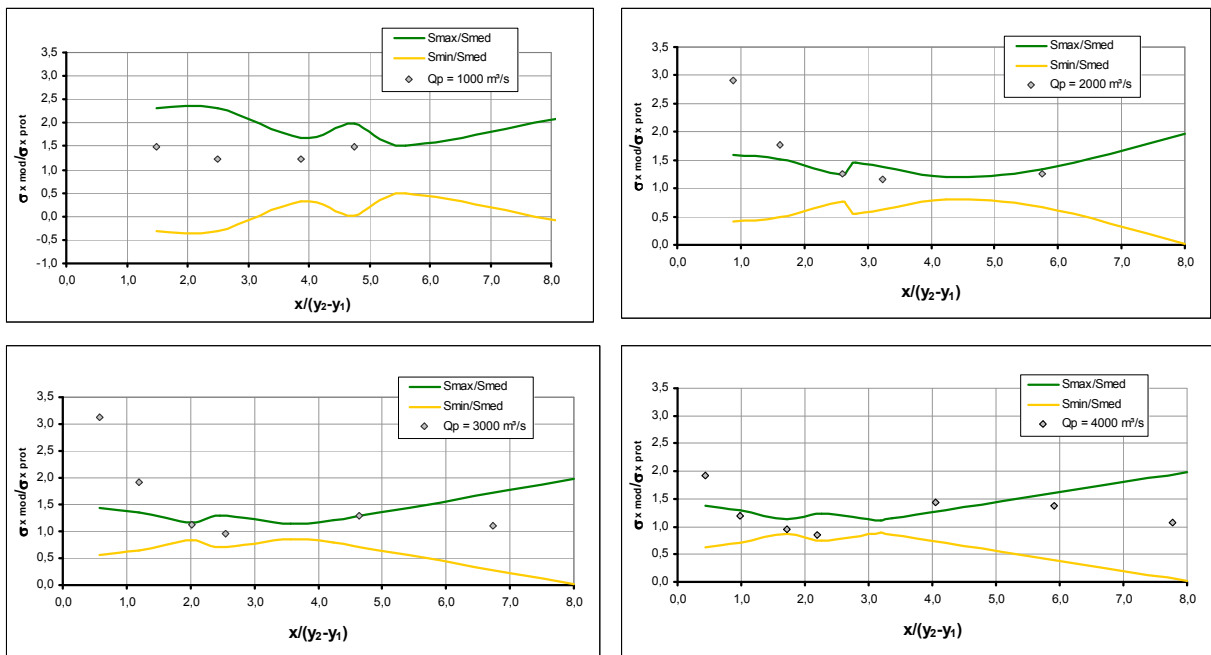 3,5
3,0
2,5
2,0
1,5
1,0
0,5
0,0
-0,5
-1,0
σx mod/σx prot
Smax/Smed
Smin/Smed
Qp = 1000 m³/s
0,0 1,0 2,0 3,0 4,0 5,0 6,0 7,0 8,0
x/(y₂-y₁)
3,5
3,0
2,5
2,0
1,5
1,0
0,5
0,0
σx mod/σx prot
Smax/Smed
Smin/Smed
Qp = 2000 m³/s
0,0 1,0 2,0 3,0 4,0 5,0 6,0 7,0 8,0
x/(y₂-y₁)
3,5
3,0
2,5
2,0
1,5
1,0
0,5
0,0
σx mod/σx prot
Smax/Smed
Smin/Smed
Qp = 3000 m³/s
0,0 1,0 2,0 3,0 4,0 5,0 6,0 7,0 8,0
x/(y₂-y₁)
3,5
3,0
2,5
2,0
1,5
1,0
0,5
0,0
σx mod/σx prot
Smax/Smed
Smin/Smed
Qp = 4000 m³/s
0,0 1,0 2,0 3,0 4,0 5,0 6,0 7,0 8,0
x/(y₂-y₁)